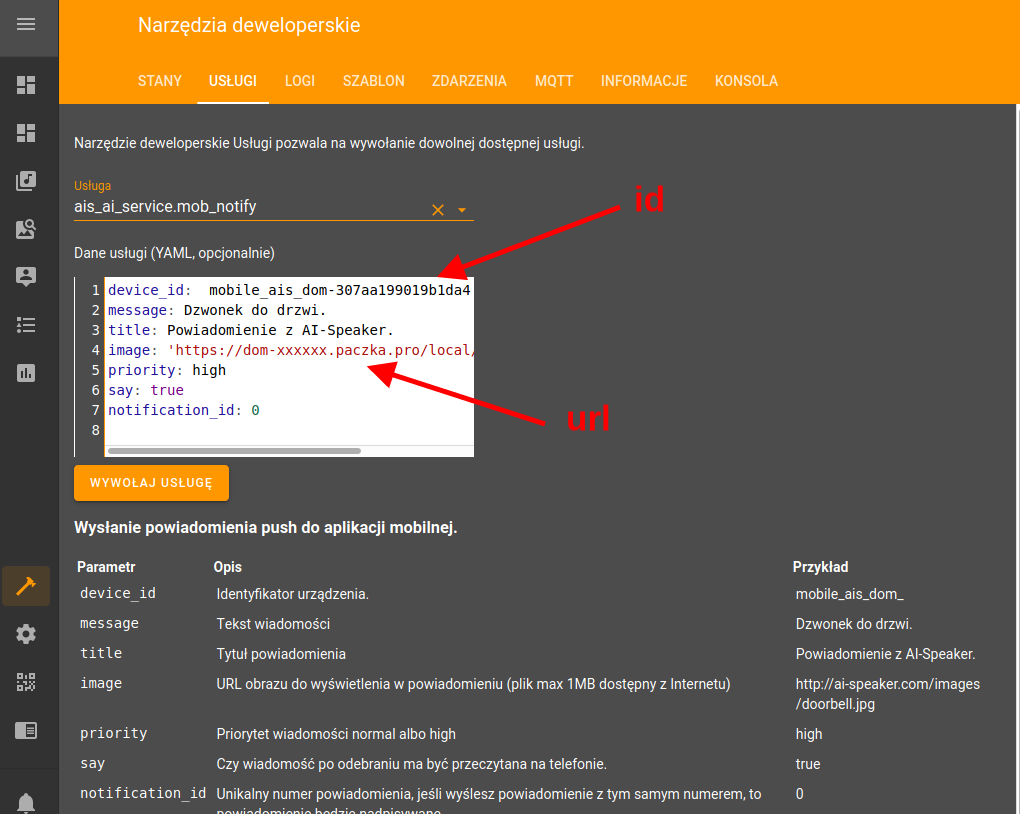 Narzędzia deweloperskie
STANY USŁUGI LOGI SZABLON ZDARZENIA MQTT INFORMACJE KONSOLA
Narzędzie deweloperskie Usługi pozwala na wywołanie dowolnej dostępnej usługi.
Usługa
ais_ai_service.mob_notify
id
Dane usługi (YAML, opcjonalnie)
1 device_id:  mobile_ais_dom-307aa199019b1da4
2 message: Dzwonek do drzwi.
3 title: Powiadomienie z AI-Speaker.
4 image: 'https://dom-xxxxxx.paczka.pro/local/
5 priority: high
6 say: true
7 notification_id: 0
8
url
WYWOŁAJ USŁUGĘ
Wysłanie powiadomienia push do aplikacji mobilnej.
Parametr Opis Przykład
device_id Identyfikator urządzenia. mobile_ais_dom_
message Tekst wiadomości Dzwonek do drzwi.
title Tytuł powiadomienia Powiadomienie z AI-Speaker.
image URL obrazu do wyświetlenia w powiadomieniu (plik max 1MB dostępny z Internetu) http://ai-speaker.com/images
/doorbell.jpg
priority Priorytet wiadomości normal albo high high
say Czy wiadomość po odebraniu ma być przeczytana na telefonie. true
notification_id Unikalny numer powiadomienia, jeśli wyślesz powiadomienie z tym samym numerem, to 0
powiadomienie będzie nadpisywane.